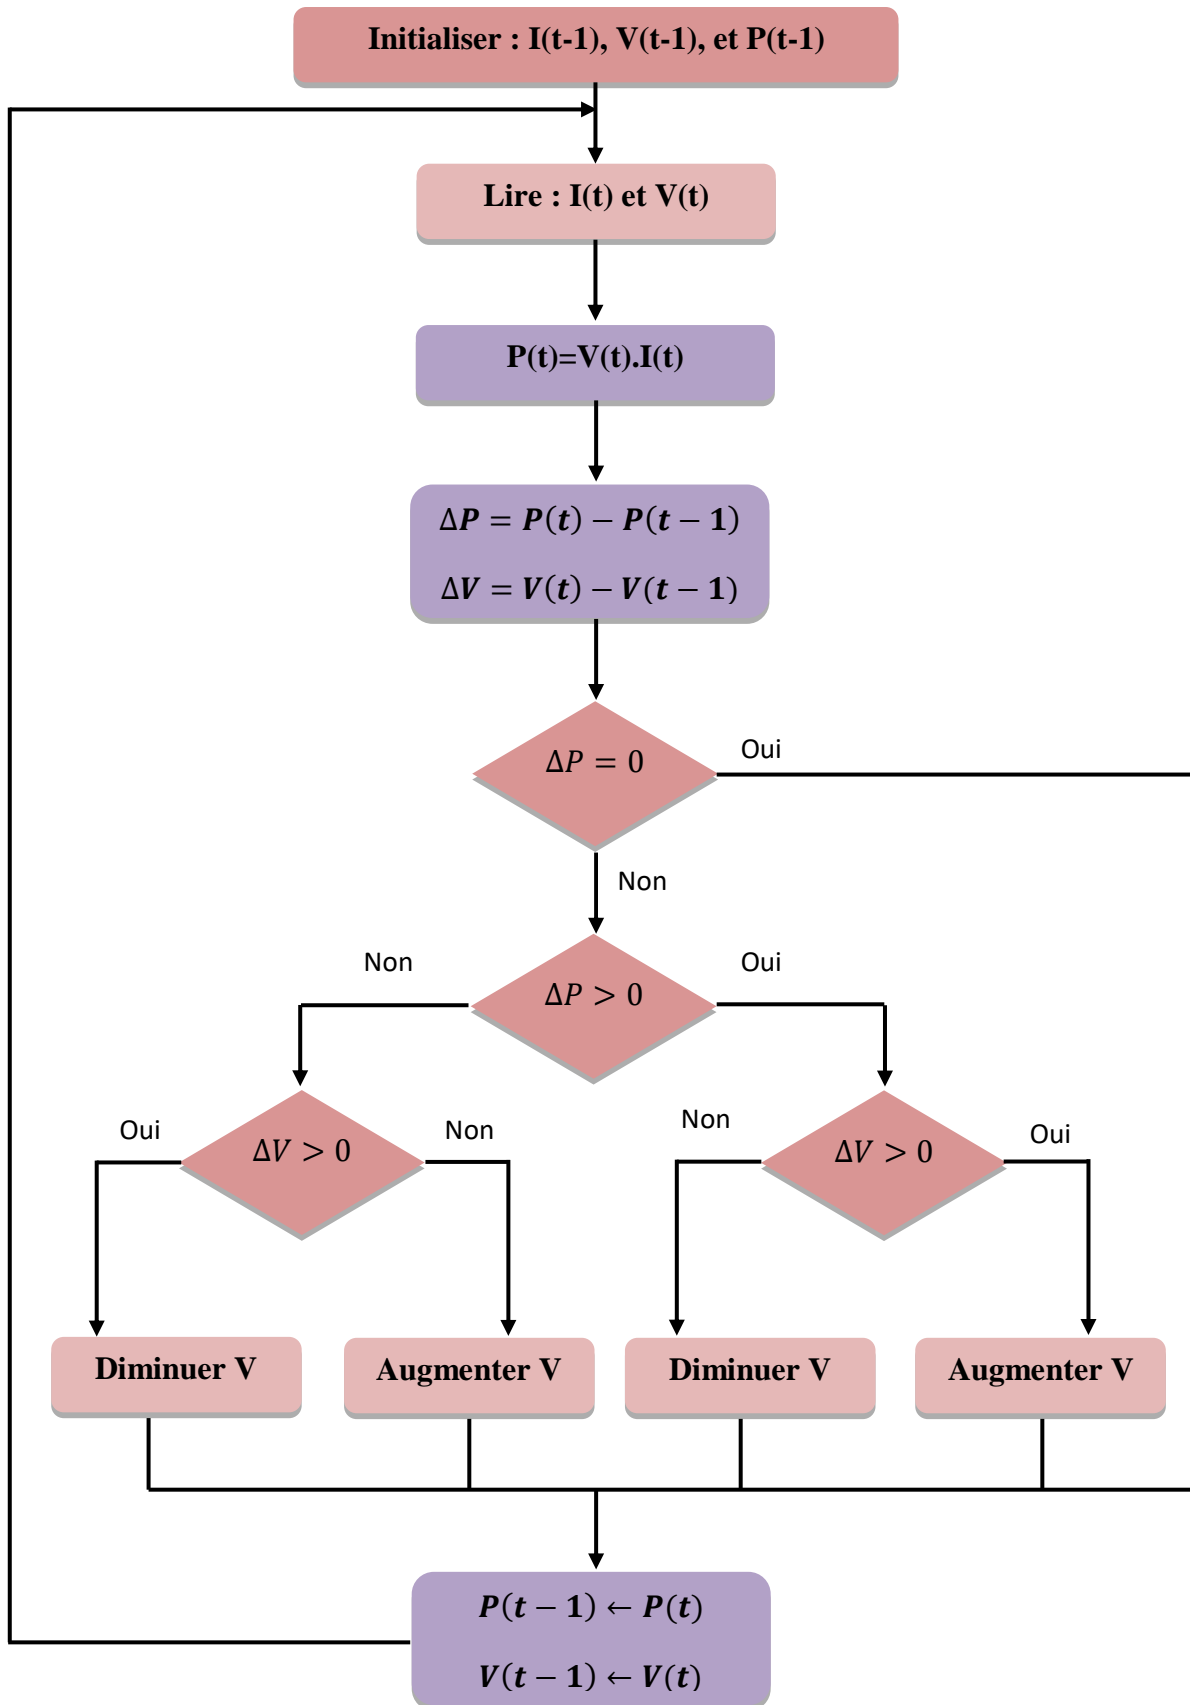 Initialiser : I(t-1), V(t-1), et P(t-1)
Lire : I(t) et V(t)
P(t)=V(t).I(t)
ΔP = P(t) − P(t − 1)
ΔV = V(t) − V(t − 1)
ΔP = 0
Oui
Non
ΔP > 0
Non
Oui
ΔV > 0
Oui
Non
ΔV > 0
Non
Oui
Diminuer V
Augmenter V
Diminuer V
Augmenter V
P(t − 1) ← P(t)
V(t − 1) ← V(t)